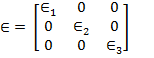 ∈ = [∈₁ 0 0
0 ∈₂ 0
0 0 ∈₃]